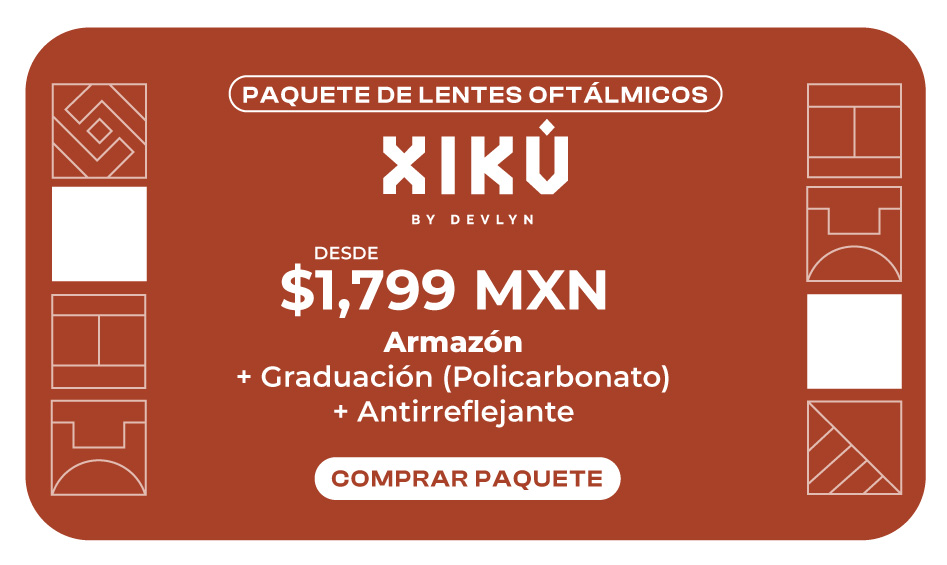 PAQUETE DE LENTES OFTÁLMICOS
XIKÚ
BY DEVLYN
DESDE
$1,799 MXN
Armazón
+ Graduación (Policarbonato)
+ Antirreflejante
COMPRAR PAQUETE